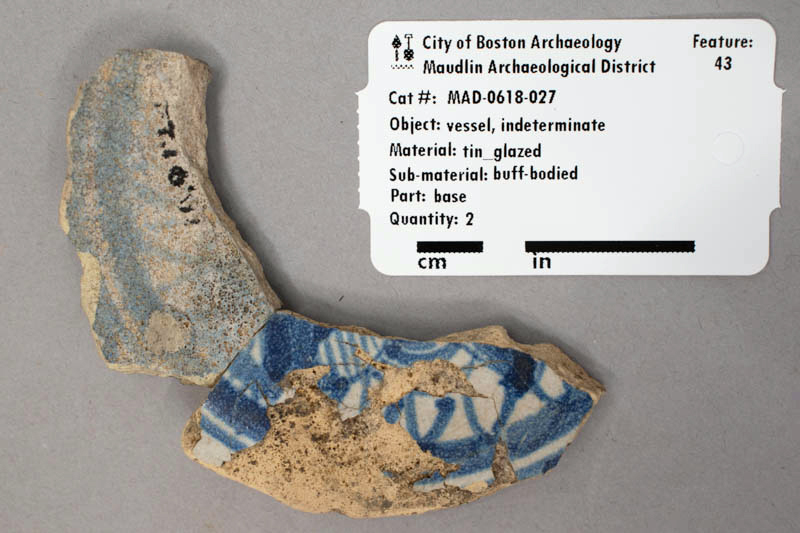 City of Boston Archaeology
Maudlin Archaeological District
Feature:
43
Cat #: MAD-0618-027
Object: vessel, indeterminate
Material: tin_glazed
Sub-material: buff-bodied
Part: base
Quantity: 2
cm
in